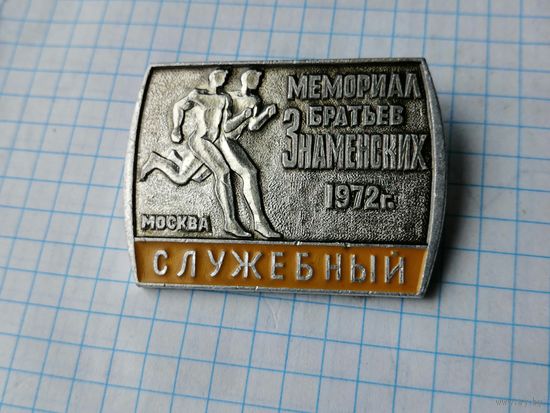 МЕМОРИАЛ
БРАТЬЕВ
ЗНАМЕНСКИХ
1972г.
МОСКВА
СЛУЖЕБНЫЙ